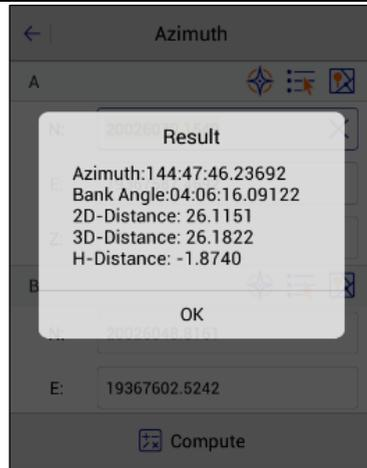 Azimuth
A
N:
Result
Azimuth:144:47:46.23692
Bank Angle:04:06:16.09122
2D-Distance: 26.1151
3D-Distance: 26.1822
H-Distance: -1.8740
OK
B
N: 20026048.8161
E: 19367602.5242
Compute